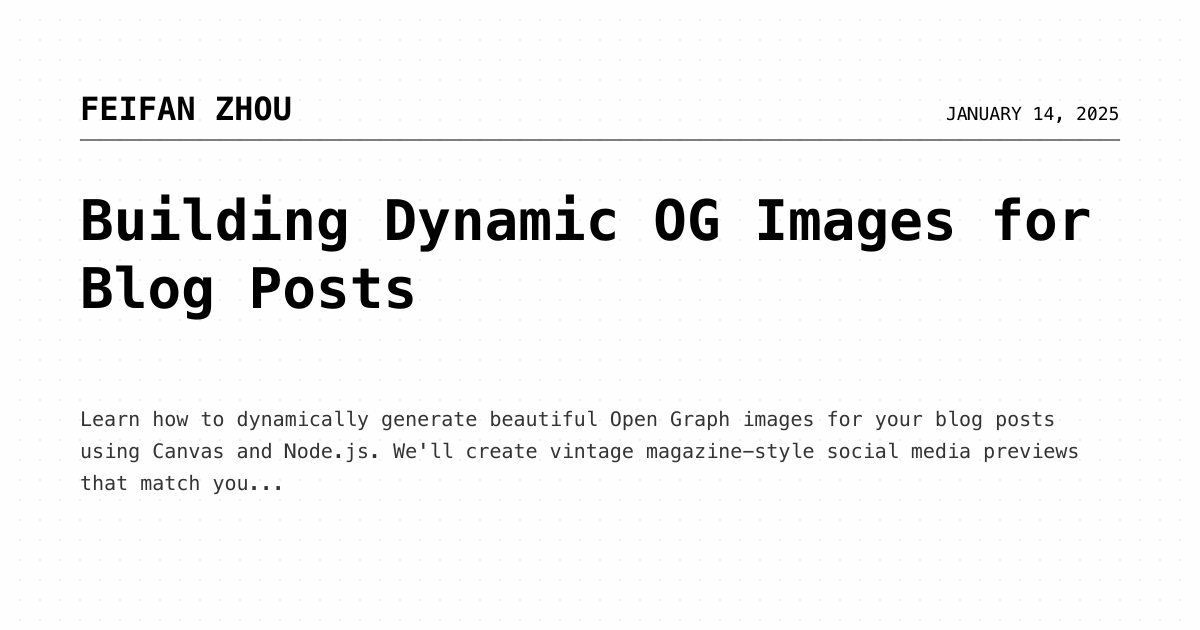 FEIFAN ZHOU
JANUARY 14, 2025
Building Dynamic OG Images for
Blog Posts
Learn how to dynamically generate beautiful Open Graph images for your blog posts
using Canvas and Node.js. We'll create vintage magazine–style social media previews
that match you...